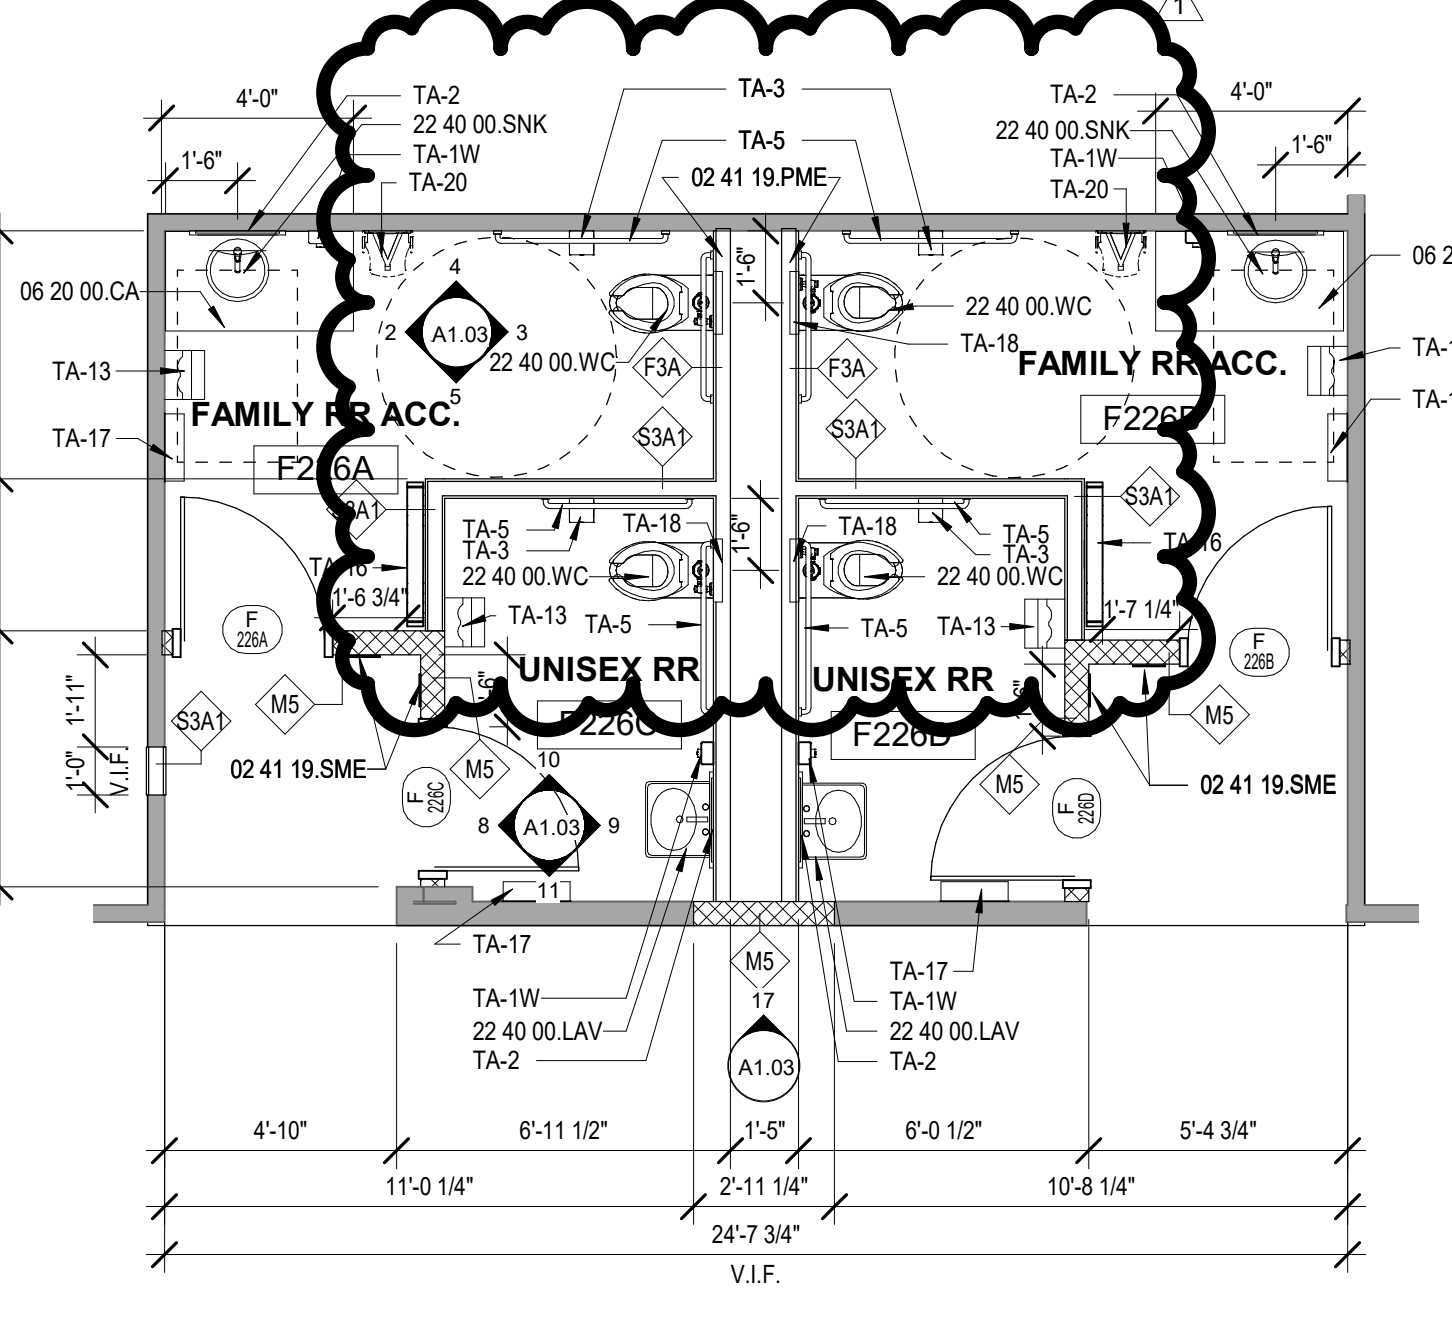 1
4'-0"
TA-2
22 40 00.SNK
TA-1W
TA-20
1'-6"
TA-3
TA-5
02 41 19.PME
TA-2
22 40 00.SNK
TA-1W
TA-20
4'-0"
1'-6"
06 20 00.CA
TA-13
TA-17
FAMILY RR ACC.
F226A
4
2 A1.03 3
5
22 40 00.WC
F3A
S3A1
1'-6"
22 40 00.WC
TA-18
F3A
S3A1
FAMILY RR ACC.
F226B
S3A1
S3A1
TA-5
TA-3
22 40 00.WC
TA-18
1'-6"
TA-18
TA-5
TA-3
22 40 00.WC
TA-16
TA-16
1'-6 3/4"
1'-7 1/4"
TA-13
TA-5
TA-5
TA-13
UNISEX RR
F226C
UNISEX RR
F226D
F
226A
F
226B
M5
S3A1
1'-11"
1'-0"
V.I.F.
02 41 19.SME
M5
F
226C
10
8 A1.03 9
11
M5
F
226D
M5
02 41 19.SME
TA-17
TA-1W
22 40 00.LAV
TA-2
M5
17
A1.03
TA-17
TA-1W
22 40 00.LAV
TA-2
4'-10"
6'-11 1/2"
1'-5"
6'-0 1/2"
5'-4 3/4"
11'-0 1/4"
2'-11 1/4"
10'-8 1/4"
24'-7 3/4"
V.I.F.